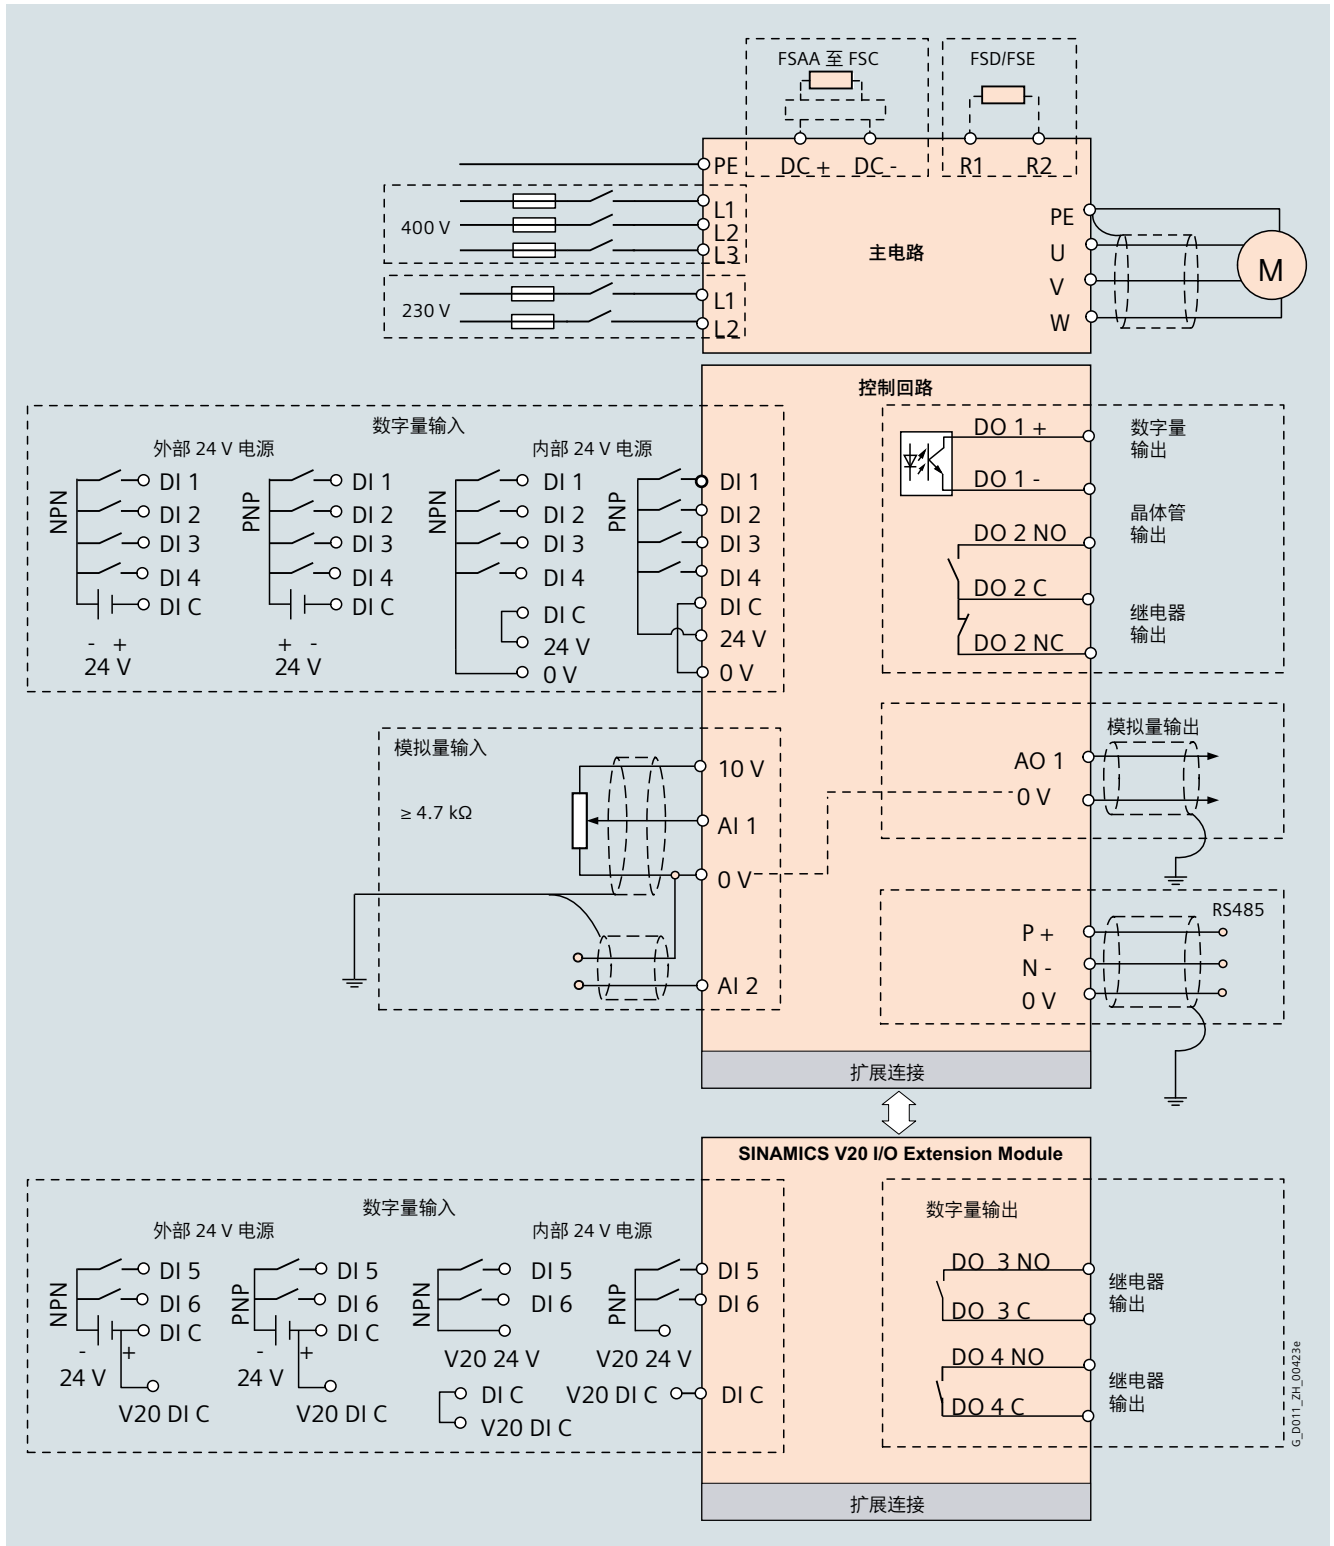 FSAA 至 FSC
FSD/FSE
PE
DC +
DC -
R1
R2
400 V
L1
L2
L3
230 V
L1
L2
主电路
PE
U
V
W
M
控制回路
数字量输入
外部 24 V 电源
内部 24 V 电源
NPN
DI 1
DI 2
DI 3
DI 4
DI C
- +
24 V
PNP
DI 1
DI 2
DI 3
DI 4
DI C
+ -
24 V
NPN
DI 1
DI 2
DI 3
DI 4
DI C
24 V
0 V
PNP
DI 1
DI 2
DI 3
DI 4
DI C
24 V
0 V
DO 1 +
DO 1 -
DO 2 NO
DO 2 C
DO 2 NC
数字量
输出
晶体管
输出
继电器
输出
模拟量输入
≥ 4.7 kΩ
10 V
AI 1
0 V
AI 2
模拟量输出
AO 1
0 V
RS485
P +
N -
0 V
扩展连接
SINAMICS V20 I/O Extension Module
数字量输入
外部 24 V 电源
内部 24 V 电源
NPN
DI 5
DI 6
DI C
- +
24 V
V20 DI C
PNP
DI 5
DI 6
DI C
- +
24 V
V20 DI C
NPN
DI 5
DI 6
V20 24 V
DI C
V20 DI C
PNP
DI 5
DI 6
V20 24 V
V20 DI C
DI C
数字量输出
DO 3 NO
DO 3 C
DO 4 NO
DO 4 C
继电器
输出
继电器
输出
G_D011_ZH_00423e
扩展连接